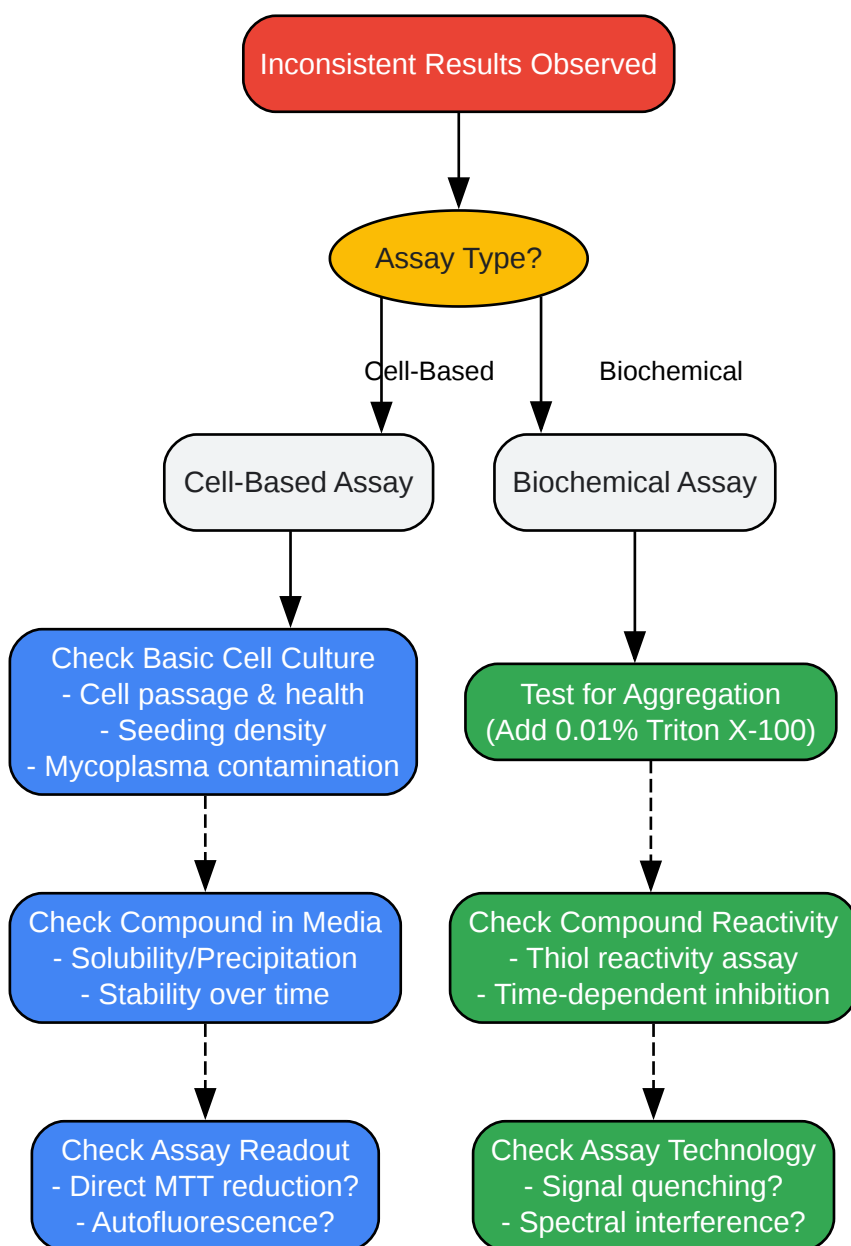 Inconsistent Results Observed
Assay Type?
Cell-Based
Biochemical
Cell-Based Assay
Biochemical Assay
Check Basic Cell Culture
- Cell passage & health
- Seeding density
- Mycoplasma contamination
Test for Aggregation
(Add 0.01% Triton X-100)
Check Compound in Media
- Solubility/Precipitation
- Stability over time
Check Compound Reactivity
- Thiol reactivity assay
- Time-dependent inhibition
Check Assay Readout
- Direct MTT reduction?
- Autofluorescence?
Check Assay Technology
- Signal quenching?
- Spectral interference?